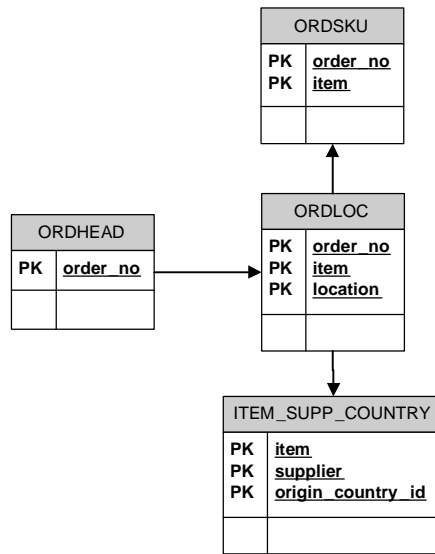 ORDSKU
PK order_no
PK item
ORDHEAD
PK order_no
ORDLOC
PK order_no
PK item
PK location
ITEM_SUPP_COUNTRY
PK item
PK supplier
PK origin_country_id